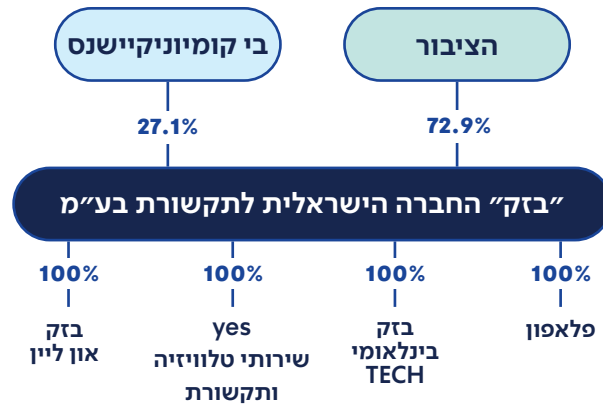 הציבור
בי קומיוניקיישנס
72.9%
27.1%
״בזק״ החברה הישראלית לתקשורת בע״מ
100%
100%
100%
100%
פלאפון
בזק
בינלאומי
TECH
yes
שירותי טלוויזיה
ותקשורת
בזק
און ליין